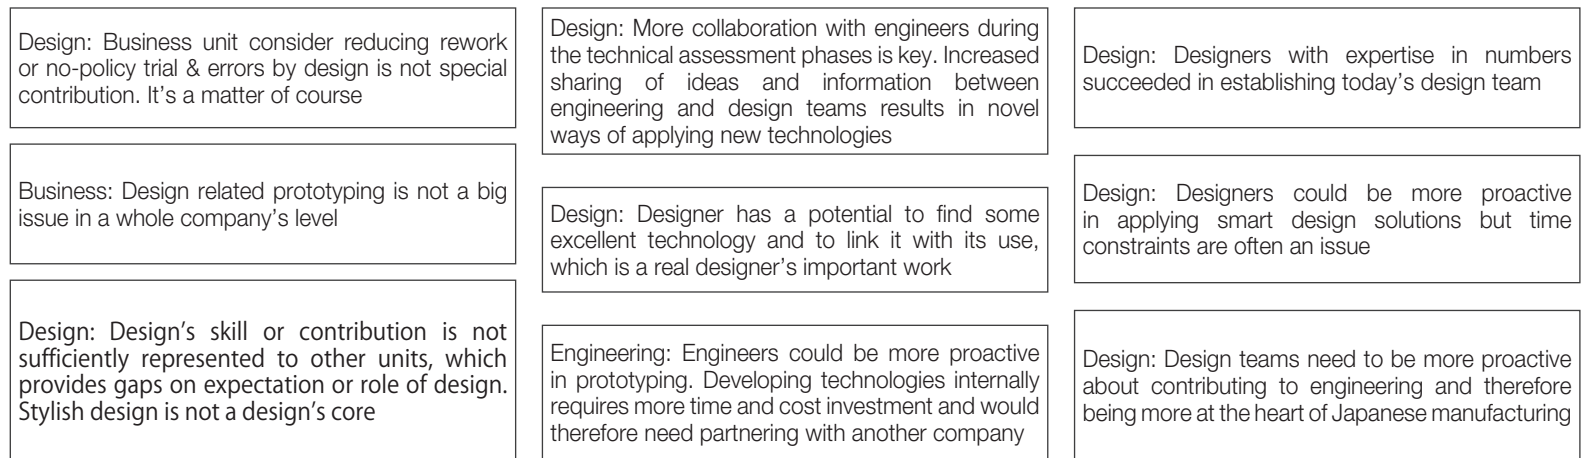 Design: Business unit consider reducing rework
or no-policy trial & errors by design is not special
contribution. It's a matter of course
Business: Design related prototyping is not a big
issue in a whole company's level
Design: Design's skill or contribution is not
sufficiently represented to other units, which
provides gaps on expectation or role of design.
Stylish design is not a design's core
Design: More collaboration with engineers during
the technical assessment phases is key. Increased
sharing of ideas and information between
engineering and design teams results in novel
ways of applying new technologies
Design: Designer has a potential to find some
excellent technology and to link it with its use,
which is a real designer's important work
Engineering: Engineers could be more proactive
in prototyping. Developing technologies internally
requires more time and cost investment and would
therefore need partnering with another company
Design: Designers with expertise in numbers
succeeded in establishing today's design team
Design: Designers could be more proactive
in applying smart design solutions but time
constraints are often an issue
Design: Design teams need to be more proactive
about contributing to engineering and therefore
being more at the heart of Japanese manufacturing